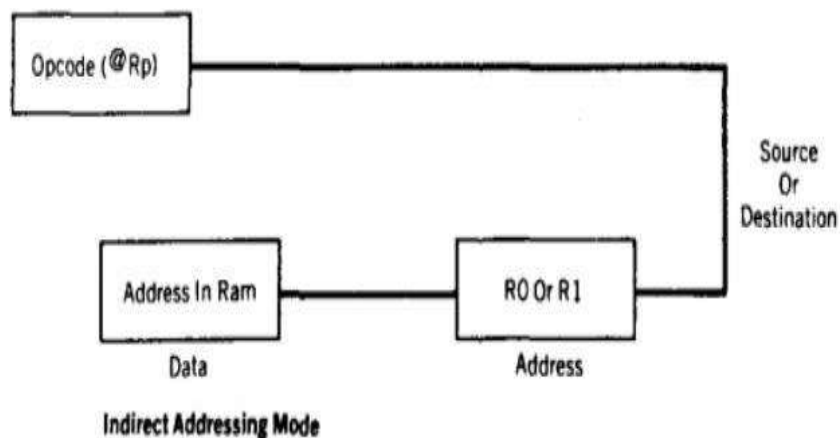 Opcode (@Rp)
Source
Or
Destination
Address In Ram
R0 Or R1
Data
Address
Indirect Addressing Mode